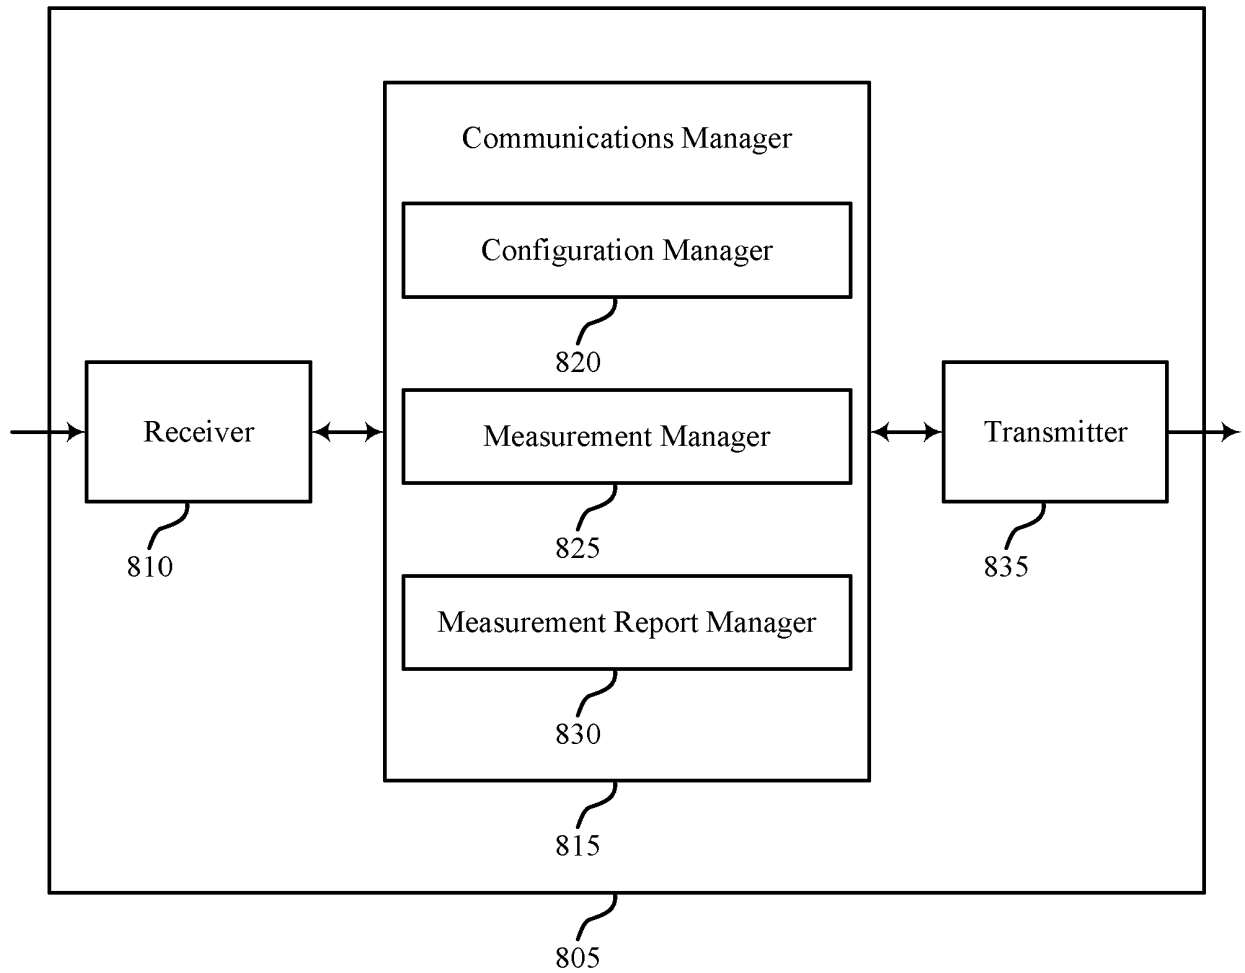 Communications Manager
Configuration Manager
820
Receiver
810
Measurement Manager
825
Transmitter
835
Measurement Report Manager
830
815
805